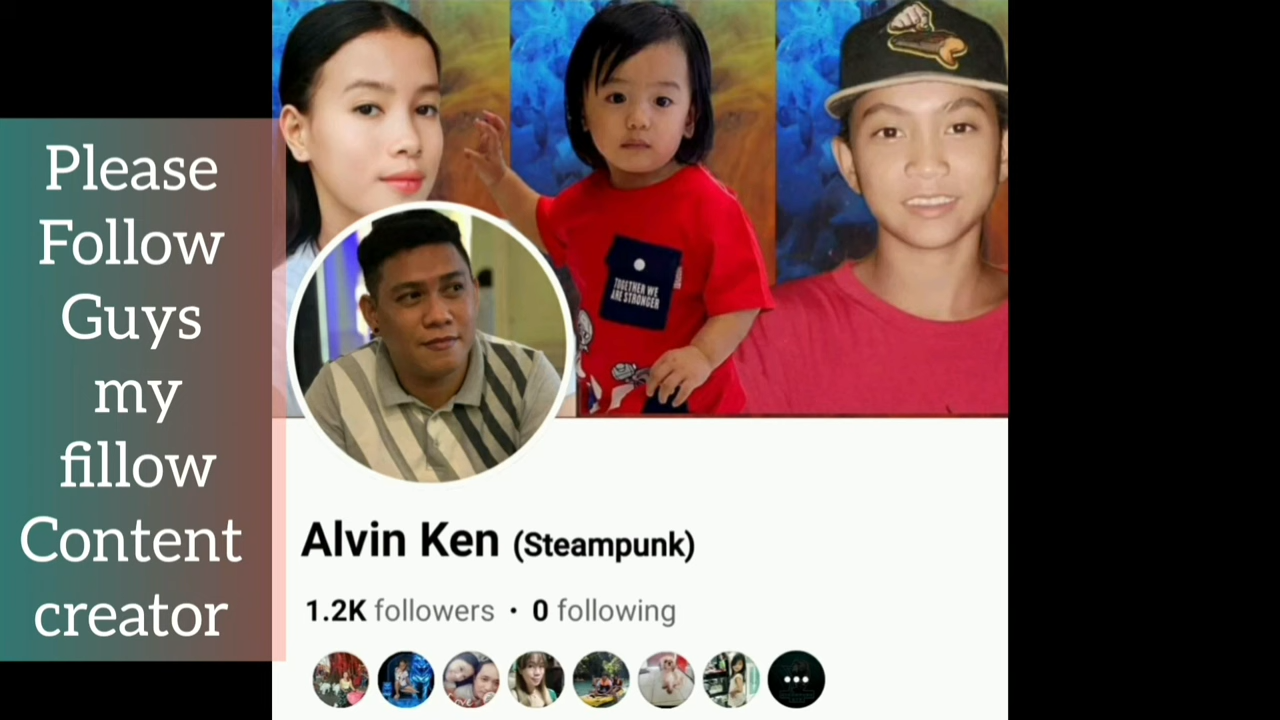 Please
Follow
Guys
my
fillow
Content
creator
TOGETHER WE
ARE STRONGER
Alvin Ken (Steampunk)
1.2K followers • 0 following